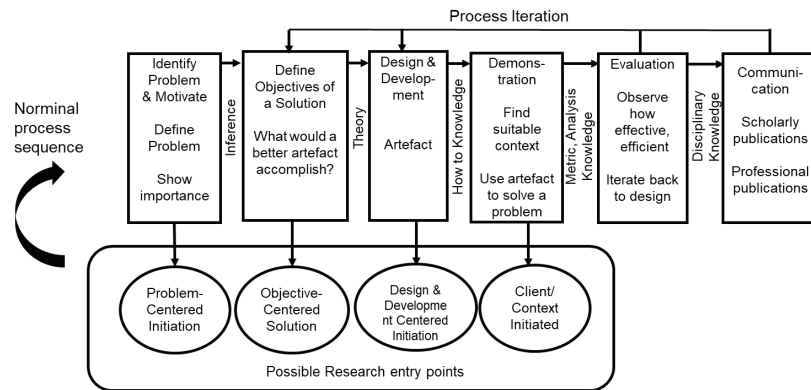 Process Iteration
Norminal
process
sequence
Identify
Problem
& Motivate
Define
Problem
Show
importance
Inference
Define
Objectives of
a Solution
What would a
better artefact
accomplish?
Theory
Design &
Develop-
ment
Artefact
How to Knowledge
Demons-
tration
Find
suitable
context
Use artefact
to solve a
problem
Metric, Analysis
Knowledge
Evaluation
Observe
how
effective,
efficient
Iterate back
to design
Disciplinary
Knowledge
Communi-
cation
Scholarly
publications
Professional
publications
Problem-
Centered
Initiation
Objective-
Centered
Solution
Design &
Developme
nt Centered
Initiation
Client/
Context
Initiated
Possible Research entry points